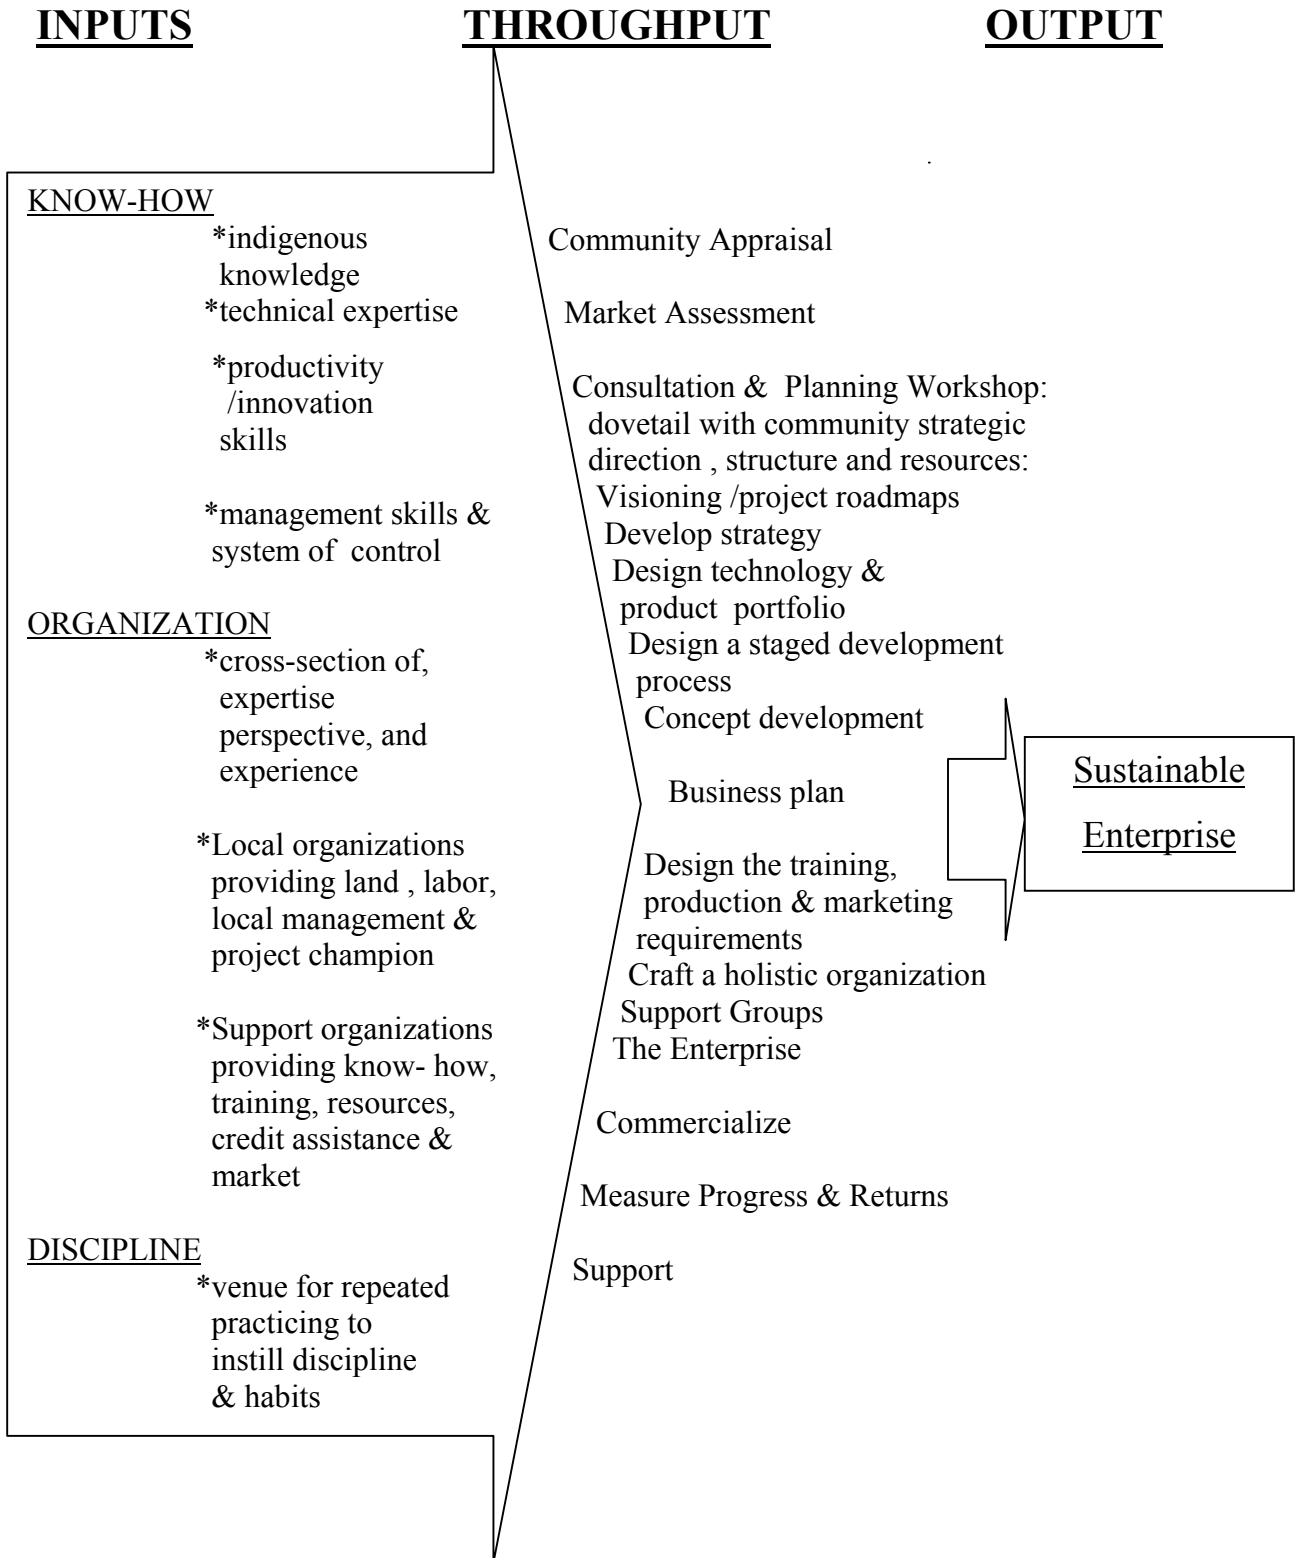 INPUTS
THROUGHPUT
OUTPUT
KNOW-HOW
*indigenous
knowledge
*technical expertise
*productivity
/innovation
skills
*management skills &
system of control
ORGANIZATION
*cross-section of,
expertise
perspective, and
experience
*Local organizations
providing land , labor,
local management &
project champion
*Support organizations
providing know- how,
training, resources,
credit assistance &
market
DISCIPLINE
*venue for repeated
practicing to
instill discipline
& habits
Community Appraisal
Market Assessment
Consultation & Planning Workshop:
dovetail with community strategic
direction , structure and resources:
Visioning /project roadmaps
Develop strategy
Design technology &
product portfolio
Design a staged development
process
Concept development
Business plan
Design the training,
production & marketing
requirements
Craft a holistic organization
Support Groups
The Enterprise
Commercialize
Measure Progress & Returns
Support
Sustainable
Enterprise